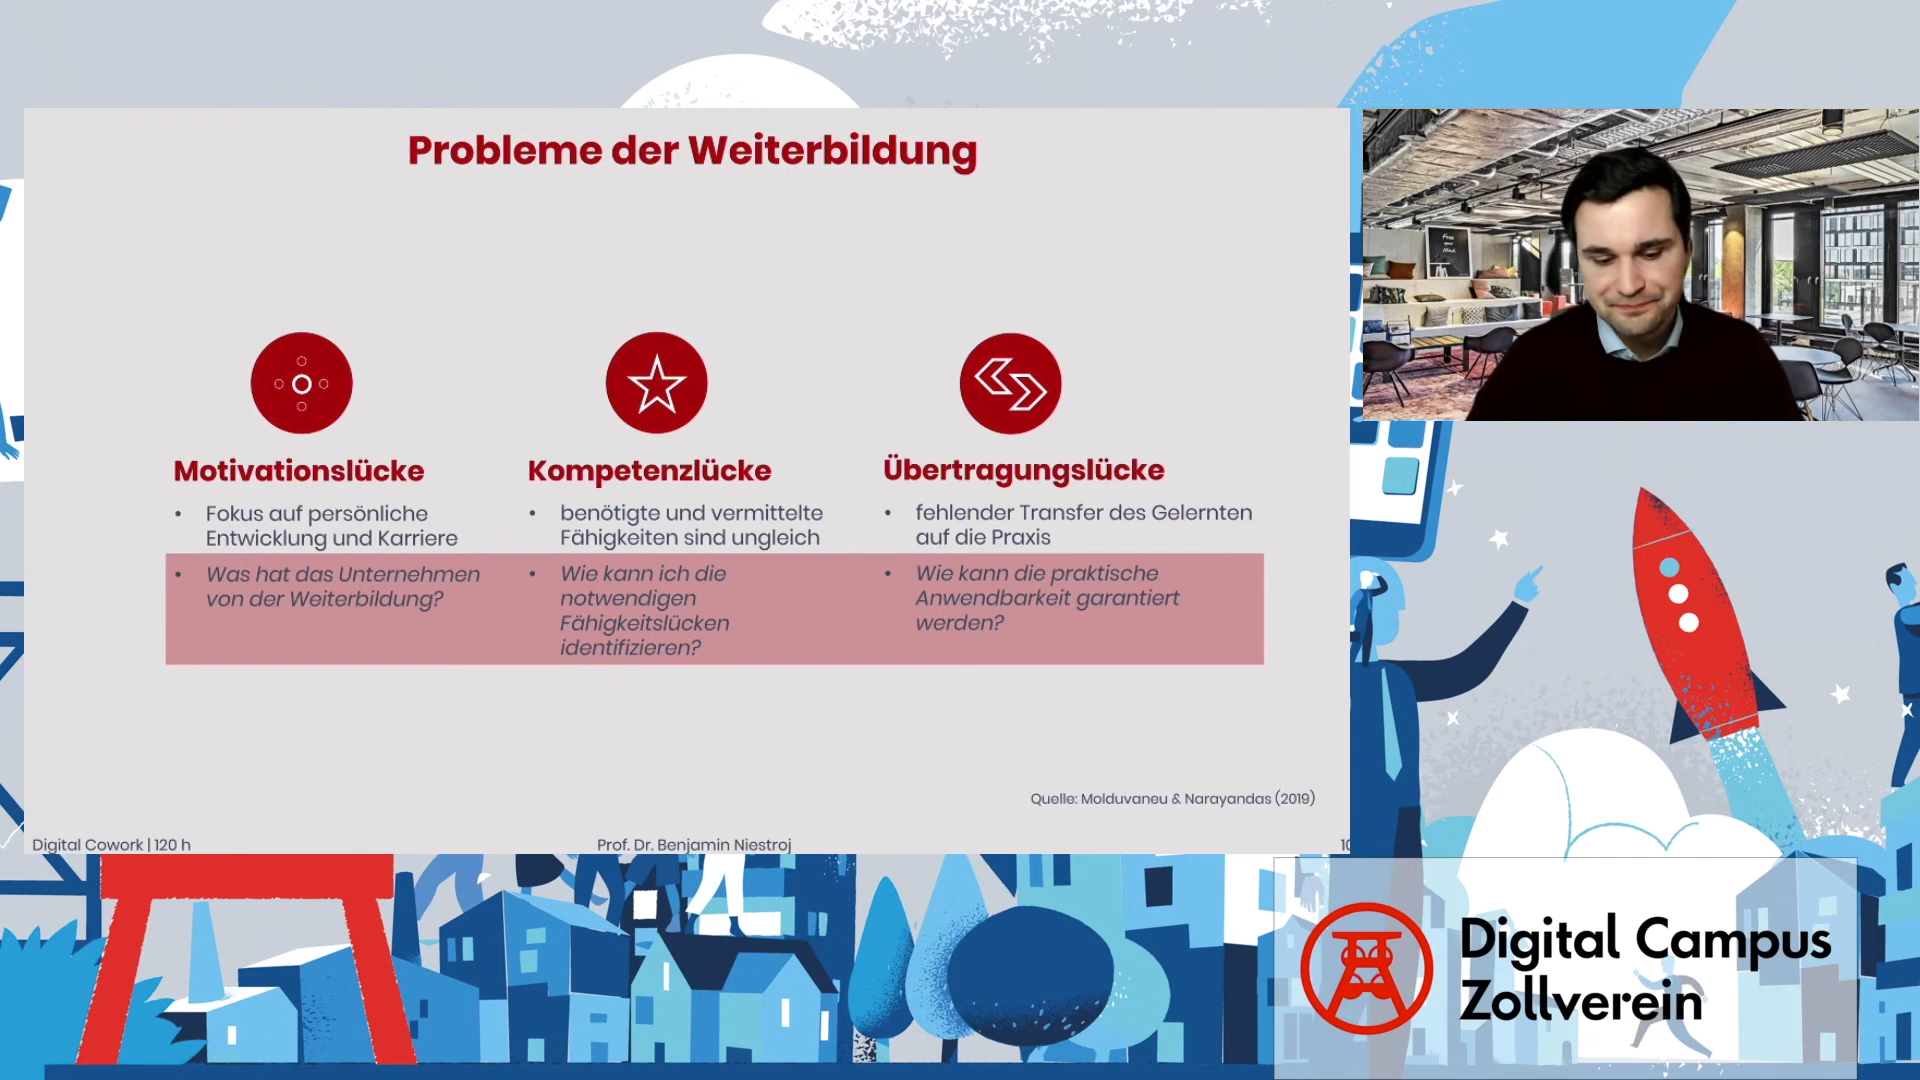 Probleme der Weiterbildung
Motivationslücke
• Fokus auf persönliche
Entwicklung und Karriere
• Was hat das Unternehmen
von der Weiterbildung?
Kompetenzlücke
• benötigte und vermittelte
Fähigkeiten sind ungleich
• Wie kann ich die
notwendigen
Fähigkeitslücken
identifizieren?
Übertragungslücke
• fehlender Transfer des Gelernten
auf die Praxis
• Wie kann die praktische
Anwendbarkeit garantiert
werden?
Quelle: Molduvaneu & Narayandas (2019)
Digital Cowork | 120 h
Prof. Dr. Benjamin Niestroj
Digital Campus
Zollverein